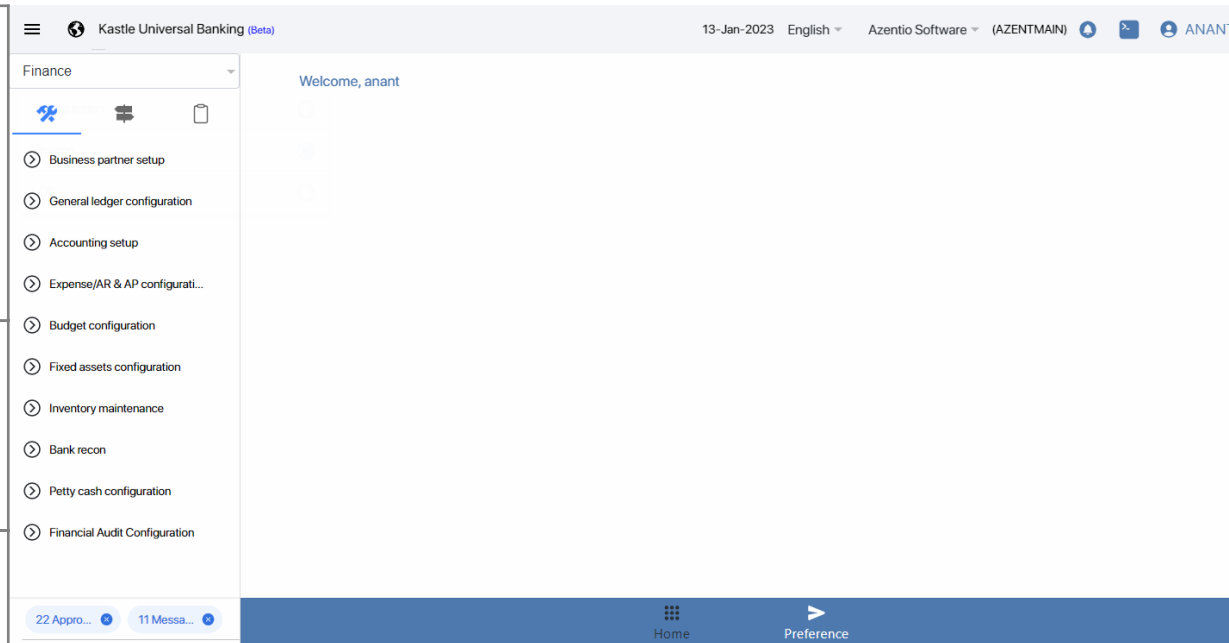 Kastle Universal Banking (Beta) 13-Jan-2023 English Azentio Software (AZENTMAIN) ANANT
Finance
Welcome, anant
Business partner setup
General ledger configuration
Accounting setup
Expense/AR & AP configurati...
Budget configuration
Fixed assets configuration
Inventory maintenance
Bank recon
Petty cash configuration
Financial Audit Configuration
22 Appro... 11 Messa...
Home Preference